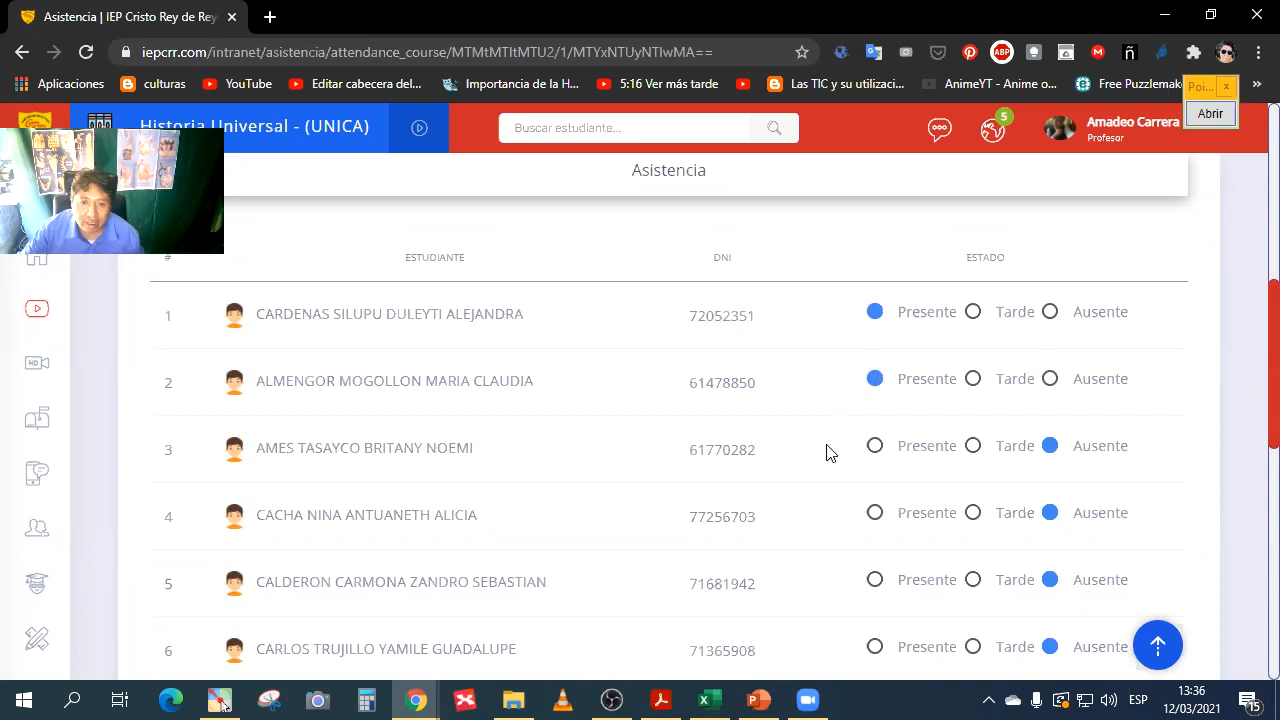 Asistencia | IEP Cristo Rey de Rey
iepcrr.com/intranet/asistencia/attendance_course/MTMtMTItMTU2/1/MTYxNTUyNTIwMA==
ABP
ñ
Aplicaciones
culturas
YouTube
Editar cabeceras del...
Importancia de la H...
5:16 Ver más tarde
Las TIC y su utilizaci...
AnimeYT - Anime o...
Free Puzzlemak
Poi...
Abrir
Historia Universal - (UNICA)
Buscar estudiante...
5
Amadeo Carrera
Profesor
Asistencia
# ESTUDIANTE DNI ESTADO
1 CARDENAS SILUPU DULEYTI ALEJANDRA 72052351 Presente Tarde Ausente
2 ALMENGOR MOGOLLON MARIA CLAUDIA 61478850 Presente Tarde Ausente
3 AMES TASAYCO BRITANY NOEMI 61770282 Presente Tarde Ausente
4 CACHA NINA ANTUANETH ALICIA 77256703 Presente Tarde Ausente
5 CALDERON CARMONA ZANDRO SEBASTIAN 71681942 Presente Tarde Ausente
6 CARLOS TRUJILLO YAMILE GUADALUPE 71365908 Presente Tarde Ausente
HD
ESP
13:36
12/03/2021
15